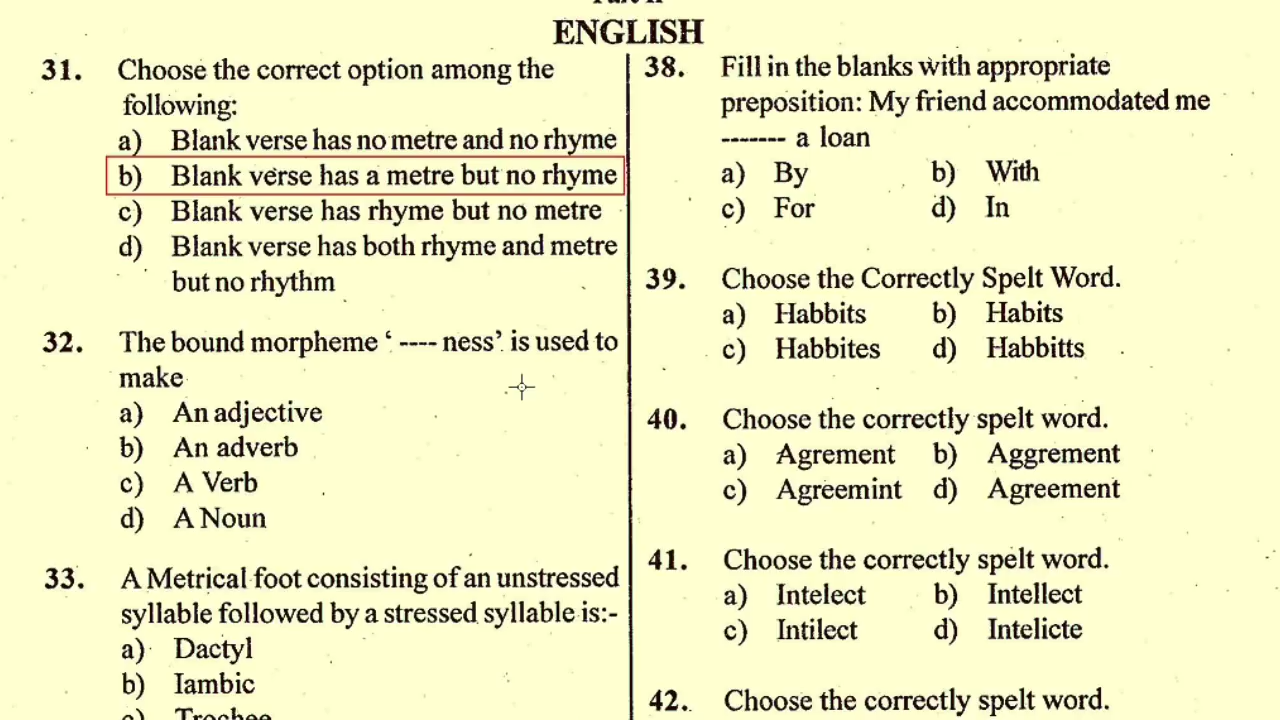 ENGLISH
31. Choose the correct option among the
following:
a) Blank verse has no metre and no rhyme
b) Blank verse has a metre but no rhyme
c) Blank verse has rhyme but no metre
d) Blank verse has both rhyme and metre
but no rhythm
32. The bound morpheme ‘ ---- ness’ is used to
make
a) An adjective
b) An adverb
c) A Verb
d) A Noun
33. A Metrical foot consisting of an unstressed
syllable followed by a stressed syllable is:-
a) Dactyl
b) Iambic
c) Trochee
38. Fill in the blanks with appropriate
preposition: My friend accommodated me
------- a loan
a) By b) With
c) For d) In
39. Choose the Correctly Spelt Word.
a) Habbits b) Habits
c) Habbites d) Habbitts
40. Choose the correctly spelt word.
a) Agrement b) Aggrement
c) Agreemint d) Agreement
41. Choose the correctly spelt word.
a) Intelect b) Intellect
c) Intilect d) Intelicte
42. Choose the correctly spelt word.